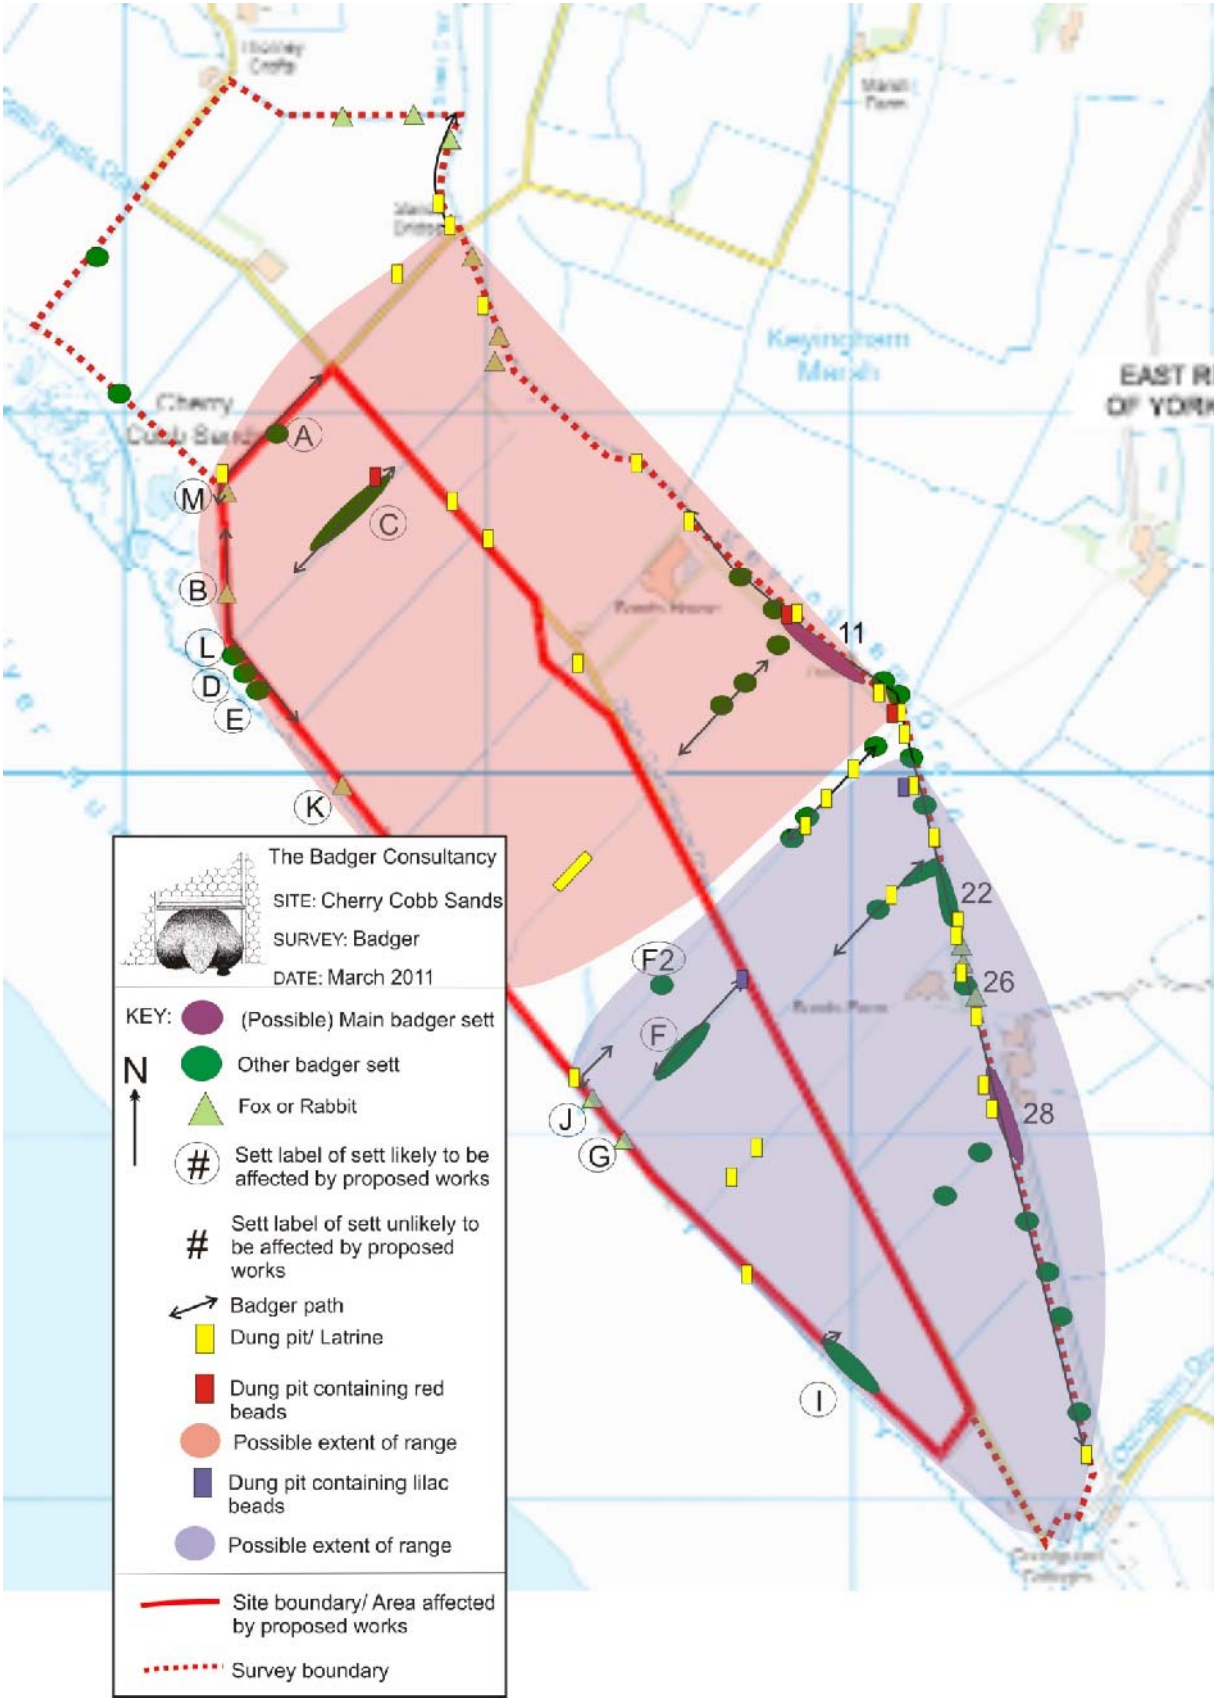 Cherry
Cobb Sands
Keyingham
Marsh
EAST RI
OF YORK
A
M
C
B
L
D
E
K
11
22
F2
26
F
28
J
G
I
The Badger Consultancy
SITE: Cherry Cobb Sands
SURVEY: Badger
DATE: March 2011
KEY:
(Possible) Main badger sett
N
Other badger sett
Fox or Rabbit
#
Sett label of sett likely to be
affected by proposed works
#
Sett label of sett unlikely to
be affected by proposed
works
Badger path
Dung pit/ Latrine
Dung pit containing red
beads
Possible extent of range
Dung pit containing lilac
beads
Possible extent of range
Site boundary/ Area affected
by proposed works
Survey boundary